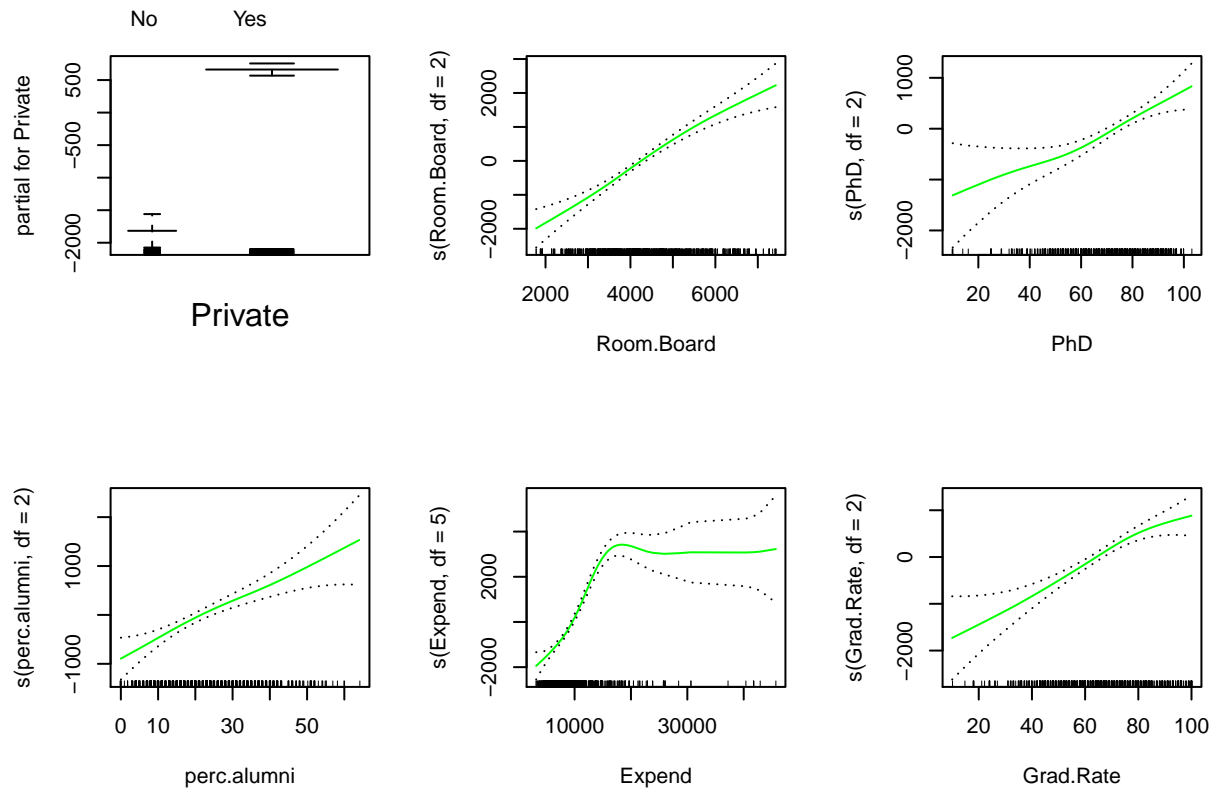 No Yes
partial for Private
500
−500
−2000
Private
s(Room.Board, df = 2)
2000
0
−2000
2000 4000 6000
Room.Board
s(PhD, df = 2)
1000
0
−2000
20 40 60 80 100
PhD
s(perc.alumni, df = 2)
1000
−1000
0 10 30 50
perc.alumni
s(Expend, df = 5)
2000
−2000
10000 30000
Expend
s(Grad.Rate, df = 2)
0
−2000
20 40 60 80 100
Grad.Rate